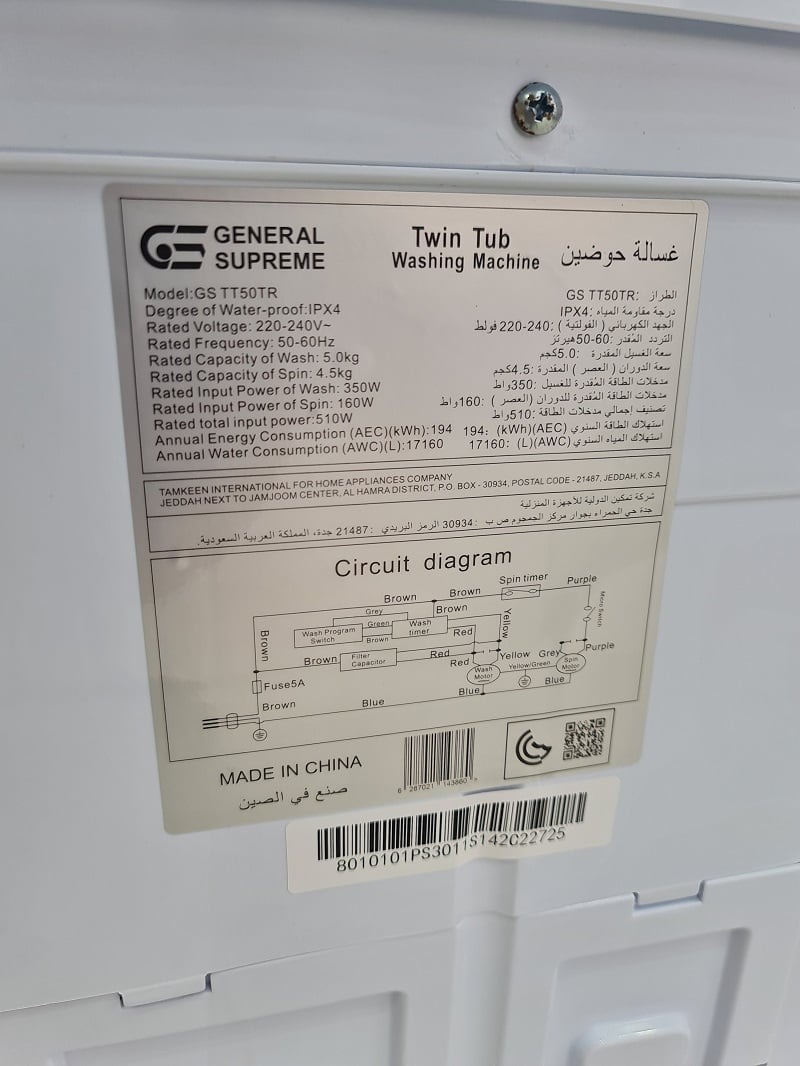 GENERAL
SUPREME
Twin Tub
Washing Machine
غسالة حوضين
Model:GS TT50TR
Degree of Water-proof:IPX4
Rated Voltage: 220-240V~
Rated Frequency: 50-60Hz
Rated Capacity of Wash: 5.0kg
Rated Capacity of Spin: 4.5kg
Rated Input Power of Wash: 350W
Rated Input Power of Spin: 160W
Rated total input power:510W
Annual Energy Consumption (AEC)(kWh):194
Annual Water Consumption (AWC)(L):17160
الطراز :GS TT50TR
درجة مقاومة المياه :IPX4
الجهد الكهربائي ( الفولتية ) :240-220 فولط
التردد المُقدر :60-50هيرتز
سعة الغسيل المقدرة :5.0كجم
سعة الدوران ( العصر ) المقدرة :4.5كجم
مدخلات الطاقة المُقدرة للغسيل :350واط
مدخلات الطاقة المُقدرة للدوران (العصر ) :160واط
تصنيف إجمالي مدخلات الطاقة :510واط
استهلاك الطاقة السنوي (AEC)(kWh) :194
استهلاك المياه السنوي (AWC)(L) :17160
TAMKEEN INTERNATIONAL FOR HOME APPLIANCES COMPANY
JEDDAH NEXT TO JAMJOOM CENTER, AL HAMRA DISTRICT, P.O. BOX - 30934, POSTAL CODE - 21487, JEDDAH, K.S.A
شركة تمكين الدولية للأجهزة المنزلية
جدة حي الحمراء بجوار مركز الجمجوم ص ب :30934 الرمز البريدي :21487 جدة، المملكة العربية السعودية.
Circuit diagram
Spin timer
Purple
Brown
Brown
Micro Switch
Grey
Brown
Green
Wash Program
Switch
Brown
Wash
timer
Red
Yellow
Brown
Brown
Filter
Capacitor
Red
Red
Yellow
Grey
Purple
Wash
Motor
Yellow/Green
Spin
Motor
Fuse5A
Blue
Blue
Brown
Blue
MADE IN CHINA
صنع في الصين
6 287021 143860 >
8010101PS3011S142C22725